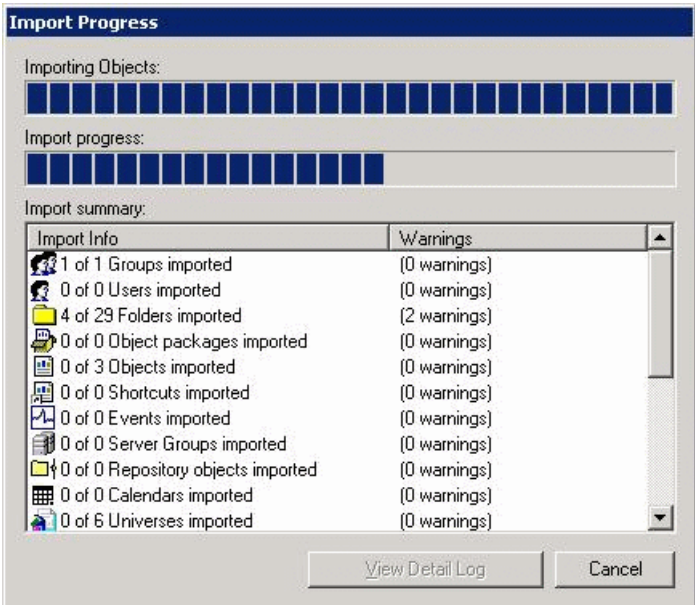 Import Progress
Importing Objects:
Import progress:
Import summary:
Import Info Warnings
1 of 1 Groups imported (0 warnings)
0 of 0 Users imported (0 warnings)
4 of 29 Folders imported (2 warnings)
0 of 0 Object packages imported (0 warnings)
0 of 3 Objects imported (0 warnings)
0 of 0 Shortcuts imported (0 warnings)
0 of 0 Events imported (0 warnings)
0 of 0 Server Groups imported (0 warnings)
0 of 0 Repository objects imported (0 warnings)
0 of 0 Calendars imported (0 warnings)
0 of 6 Universes imported (0 warnings)
View Detail Log Cancel